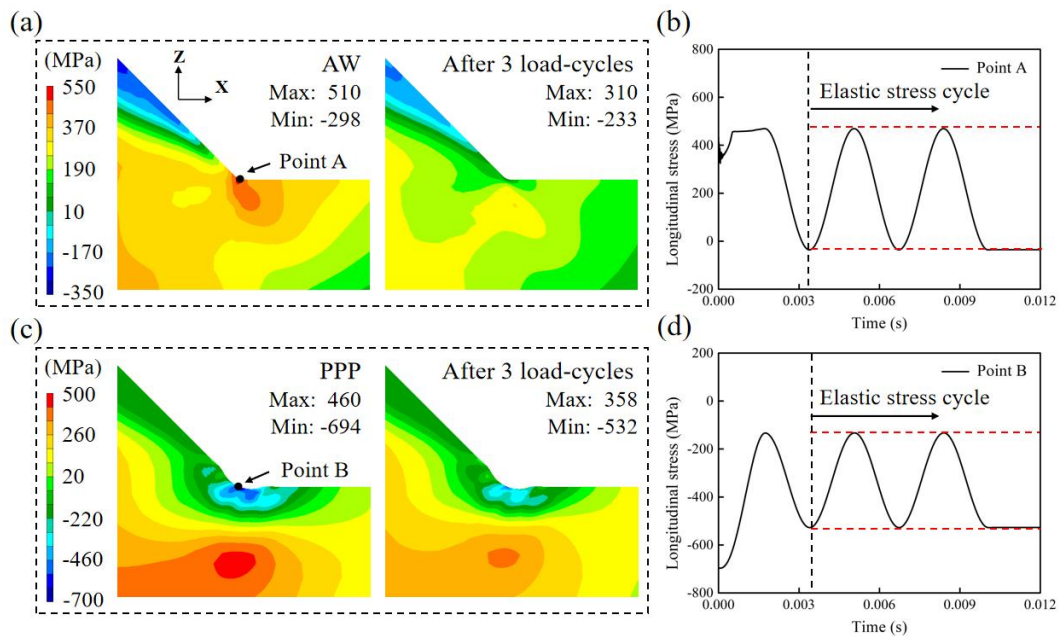 (a)
(MPa)
550
370
190
10
-170
-350
Z
X
AW
Max: 510
Min: -298
Point A
After 3 load-cycles
Max: 310
Min: -233
(b)
800
600
400
200
0
-200
Longitudinal stress (MPa)
Point A
Elastic stress cycle
0.000
0.003
0.006
0.009
0.012
Time (s)
(c)
(MPa)
500
260
20
-220
-460
-700
PPP
Max: 460
Min: -694
Point B
After 3 load-cycles
Max: 358
Min: -532
(d)
200
0
-200
-400
-600
-800
Longitudinal stress (MPa)
Point B
Elastic stress cycle
0.000
0.003
0.006
0.009
0.012
Time (s)